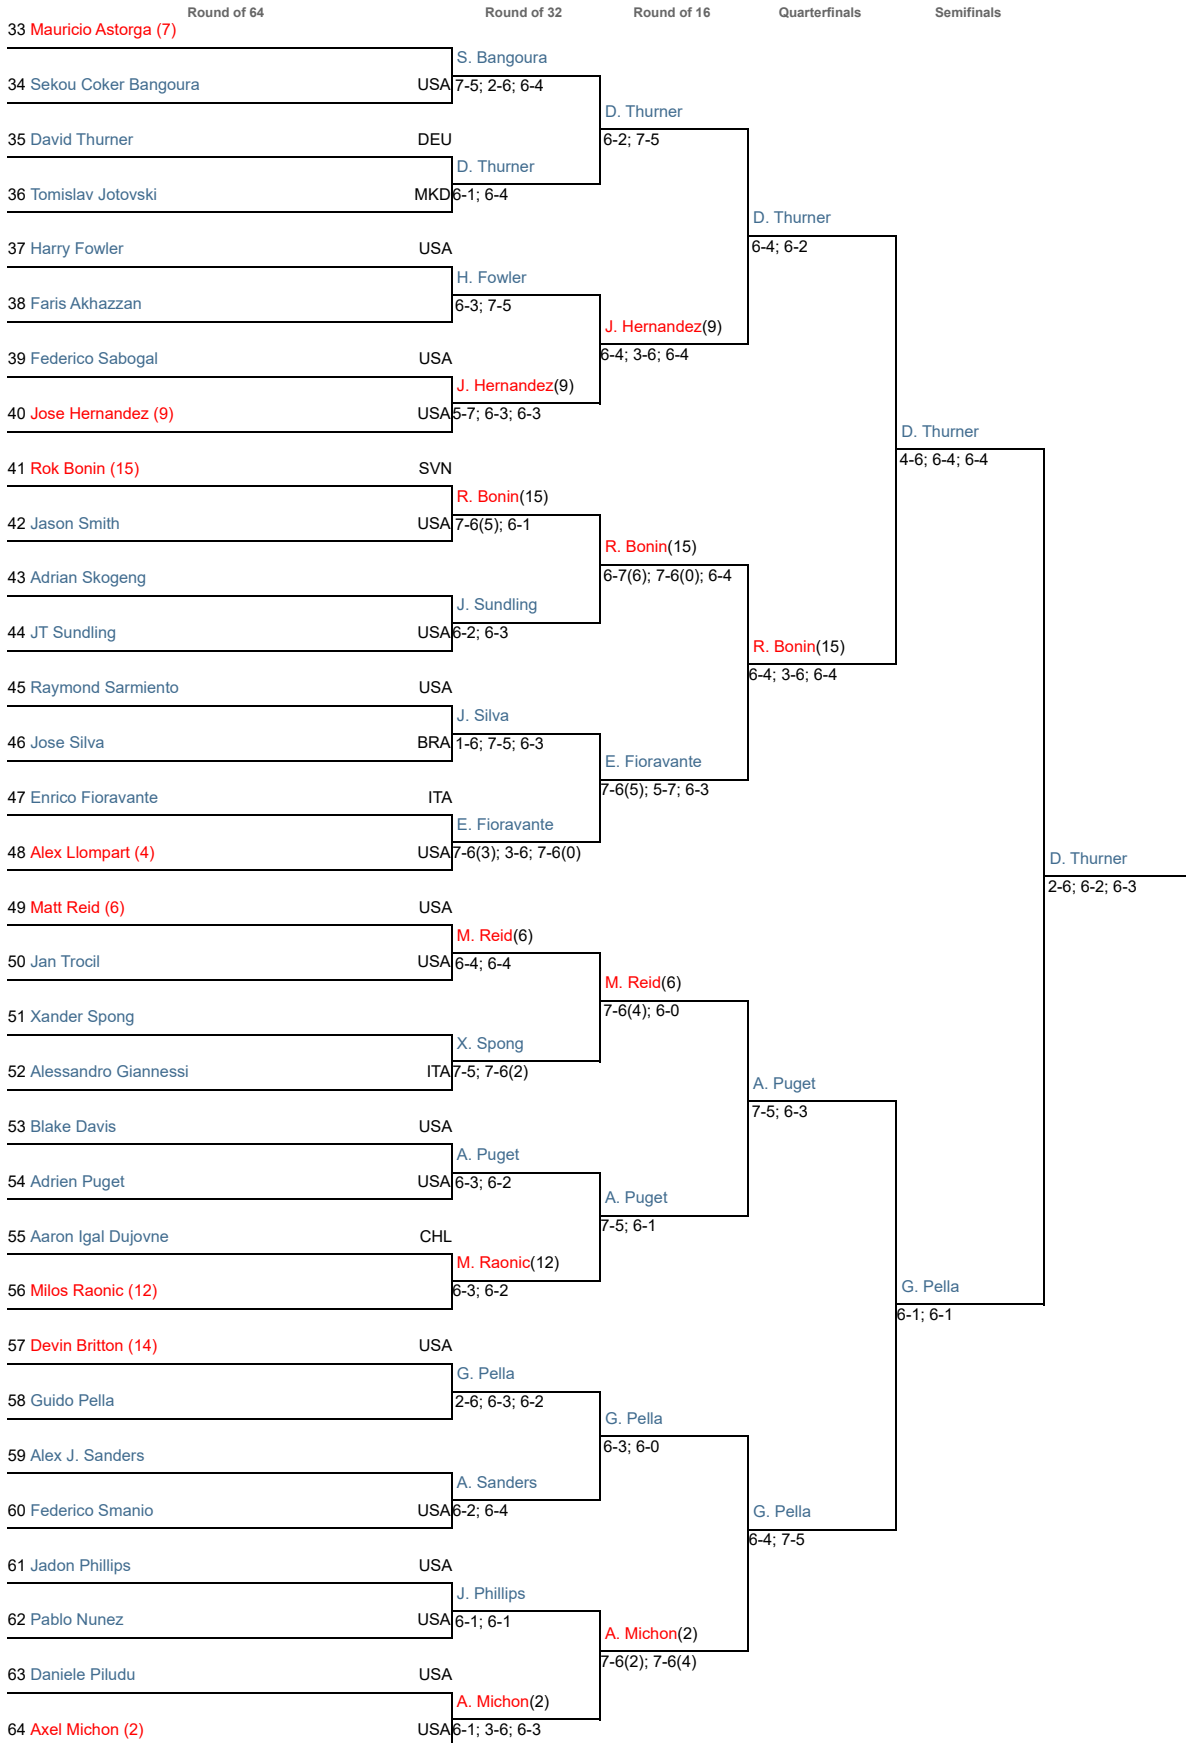 Round of 64 Round of 32 Round of 16 Quarterfinals Semifinals
33 Mauricio Astorga (7)
S. Bangoura
34 Sekou Coker Bangoura USA 7-5; 2-6; 6-4
D. Thurner
35 David Thurner DEU 6-2; 7-5
D. Thurner
36 Tomislav Jotovski MKD 6-1; 6-4
D. Thurner
37 Harry Fowler USA 6-4; 6-2
H. Fowler
38 Faris Akhazzan 6-3; 7-5
J. Hernandez(9)
39 Federico Sabogal USA 6-4; 3-6; 6-4
J. Hernandez(9)
40 Jose Hernandez (9) USA 5-7; 6-3; 6-3
D. Thurner
41 Rok Bonin (15) SVN 4-6; 6-4; 6-4
R. Bonin(15)
42 Jason Smith USA 7-6(5); 6-1
R. Bonin(15)
43 Adrian Skogeng 6-7(6); 7-6(0); 6-4
J. Sundling
44 JT Sundling USA 6-2; 6-3
R. Bonin(15)
45 Raymond Sarmiento USA 6-4; 3-6; 6-4
J. Silva
46 Jose Silva BRA 1-6; 7-5; 6-3
E. Fioravante
47 Enrico Fioravante ITA 7-6(5); 5-7; 6-3
E. Fioravante
48 Alex Llompart (4) USA 7-6(3); 3-6; 7-6(0)
D. Thurner
2-6; 6-2; 6-3
49 Matt Reid (6) USA
M. Reid(6)
50 Jan Trocil USA 6-4; 6-4
M. Reid(6)
51 Xander Spong 7-6(4); 6-0
X. Spong
52 Alessandro Giannessi ITA 7-5; 7-6(2)
A. Puget
53 Blake Davis USA 7-5; 6-3
A. Puget
54 Adrien Puget USA 6-3; 6-2
A. Puget
55 Aaron Igal Dujovne CHL 7-5; 6-1
M. Raonic(12)
56 Milos Raonic (12) 6-3; 6-2
G. Pella
6-1; 6-1
57 Devin Britton (14) USA
G. Pella
58 Guido Pella 2-6; 6-3; 6-2
G. Pella
59 Alex J. Sanders 6-3; 6-0
A. Sanders
60 Federico Smanio USA 6-2; 6-4
G. Pella
6-4; 7-5
61 Jadon Phillips USA
J. Phillips
62 Pablo Nunez USA 6-1; 6-1
A. Michon(2)
7-6(2); 7-6(4)
63 Daniele Piludu USA
A. Michon(2)
64 Axel Michon (2) USA 6-1; 3-6; 6-3